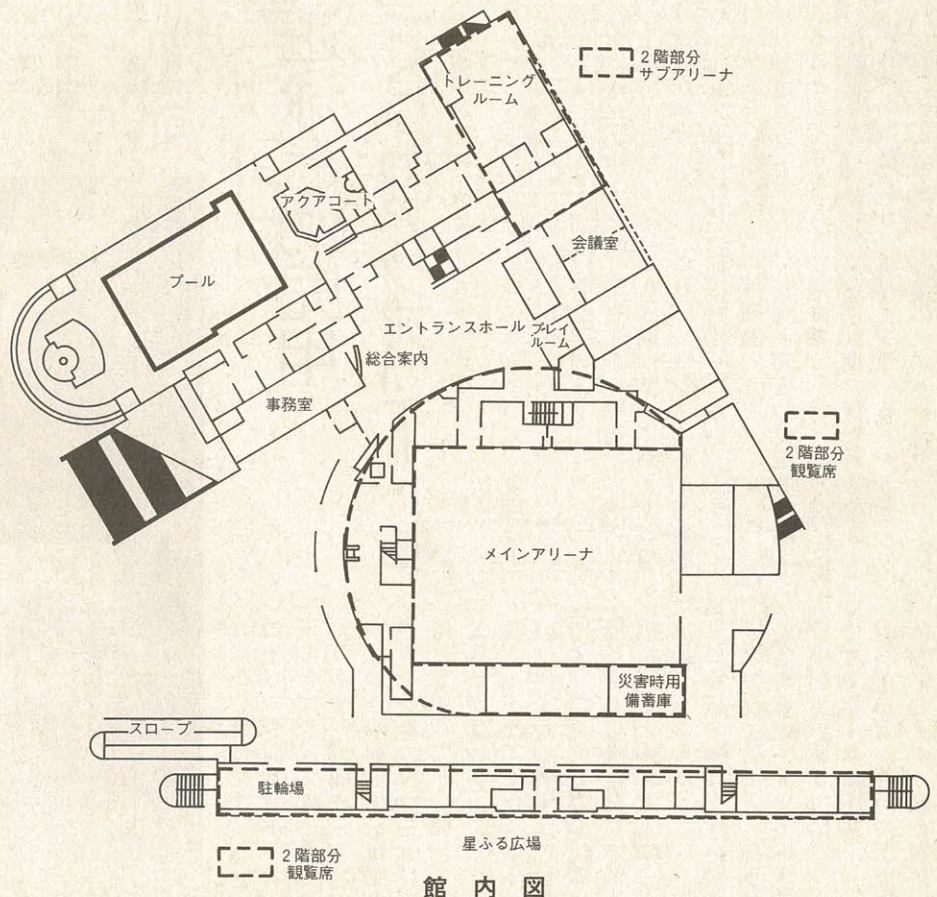 2階部分
サブアリーナ
トレーニング
ルーム
アクアコート
会議室
プール
エントランスホール
プレイ
ルーム
総合案内
事務室
2階部分
観覧席
メインアリーナ
災害時用
備蓄庫
スロープ
駐輪場
星ふる広場
2階部分
観覧席
館内図